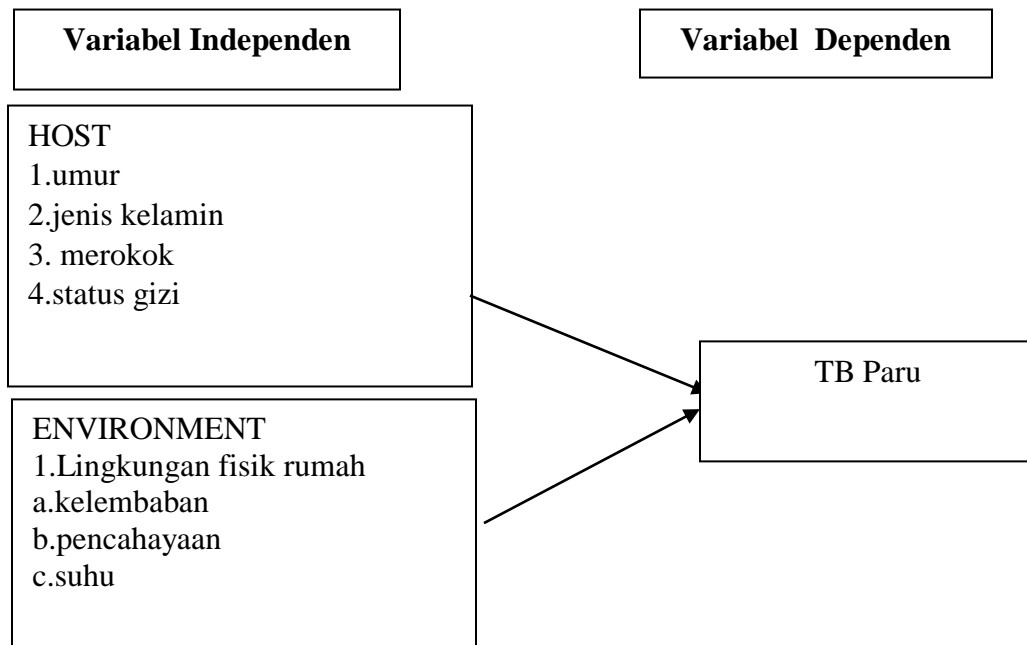 Variabel Independen
Variabel Dependen
HOST
1.umur
2.jenis kelamin
3. merokok
4.status gizi
TB Paru
ENVIRONMENT
1.Lingkungan fisik rumah
a.kelembaban
b.pencahayaan
c.suhu